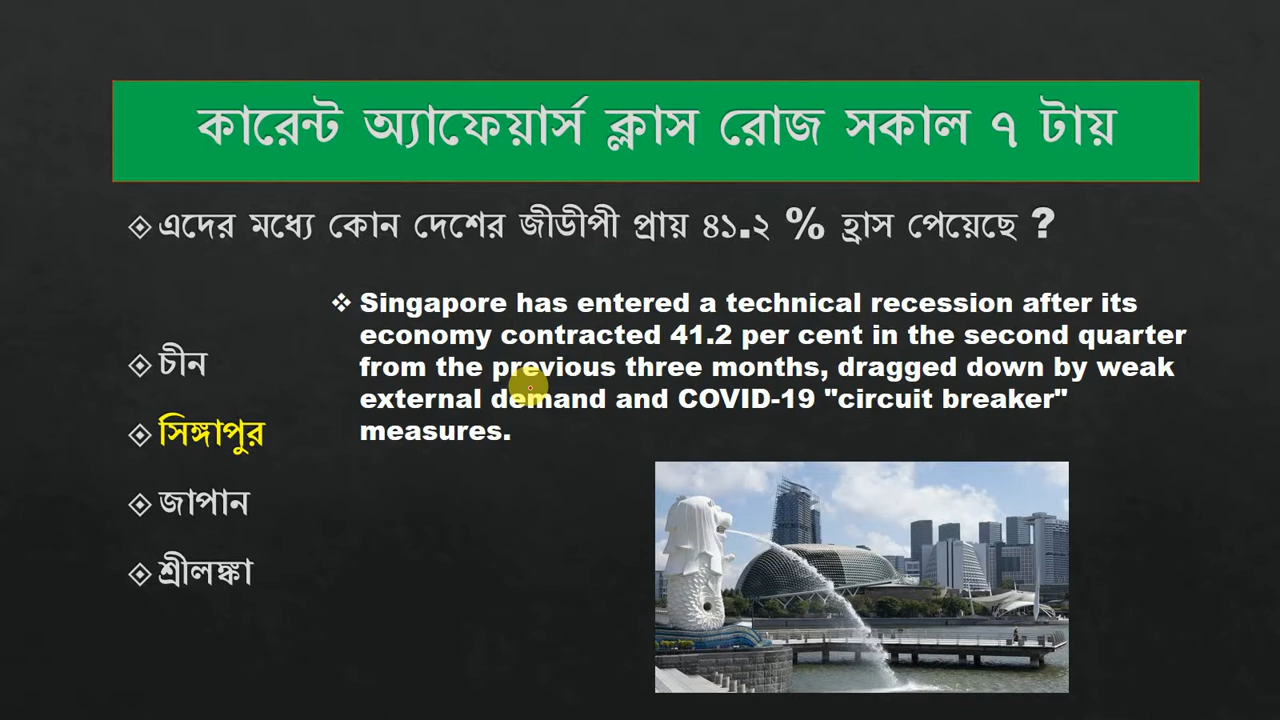 কারেন্ট অ্যাফেয়ার্স ক্লাস রোজ সকাল ৭ টায়
এদের মধ্যে কোন দেশের জীডীপী প্রায় ৪১.২ % হ্রাস পেয়েছে ?
Singapore has entered a technical recession after its
economy contracted 41.2 per cent in the second quarter
from the previous three months, dragged down by weak
external demand and COVID-19 "circuit breaker"
measures.
চীন
সিঙ্গাপুর
জাপান
শ্রীলঙ্কা